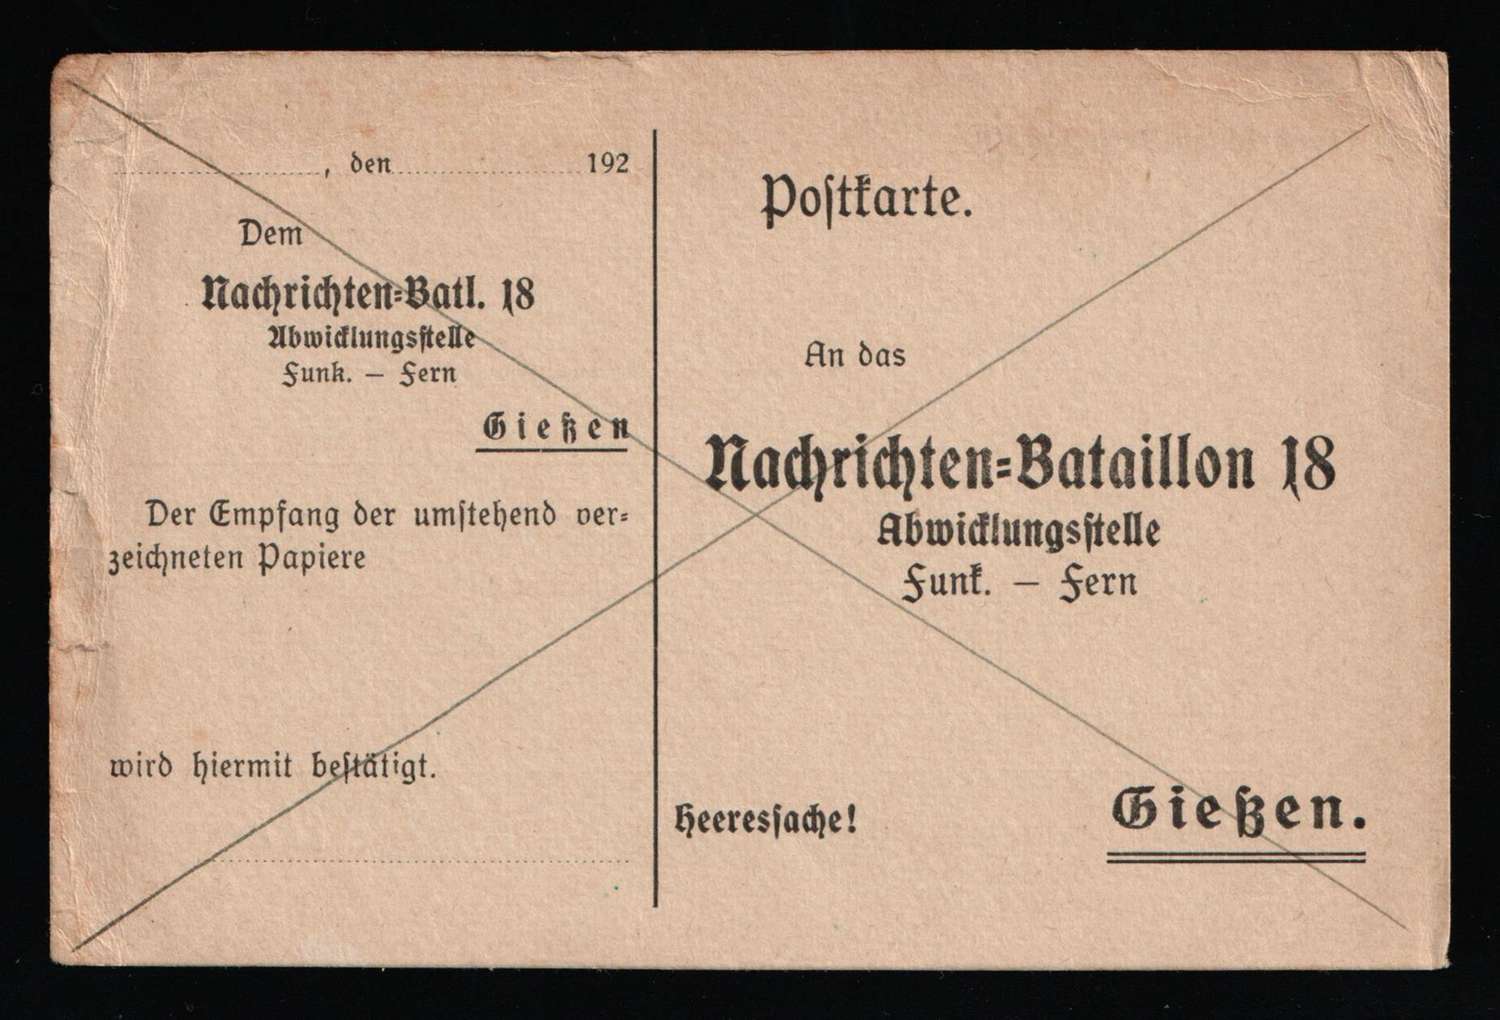 , den 192
Dem
Nachrichten-Batl. 18
Abwicklungsstelle
Funk. — Fern
Gießen
Der Empfang der umstehend ver-
zeichneten Papiere
wird hiermit bestätigt.
Postkarte.
An das
Nachrichten-Bataillon 18
Abwicklungsstelle
Funk. — Fern
Heeressache!
Gießen.